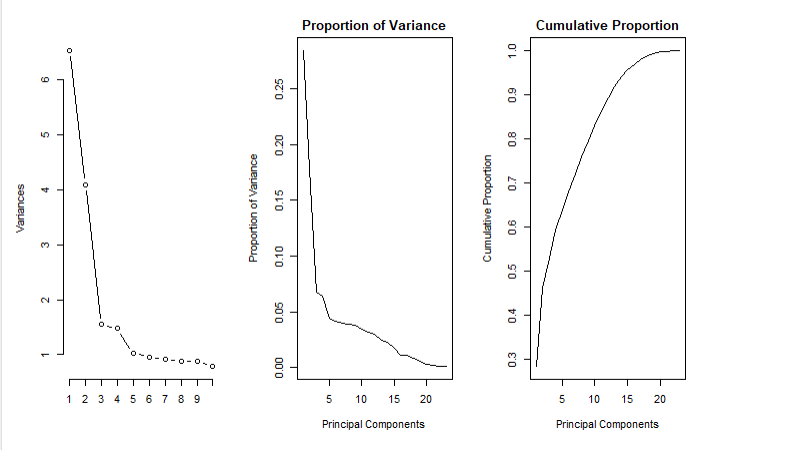 Variances
6
5
4
3
2
1
1 2 3 4 5 6 7 8 9
Proportion of Variance
Proportion of Variance
0.25
0.20
0.15
0.10
0.05
0.00
5 10 15 20
Principal Components
Cumulative Proportion
Cumulative Proportion
1.0
0.9
0.8
0.7
0.6
0.5
0.4
0.3
5 10 15 20
Principal Components